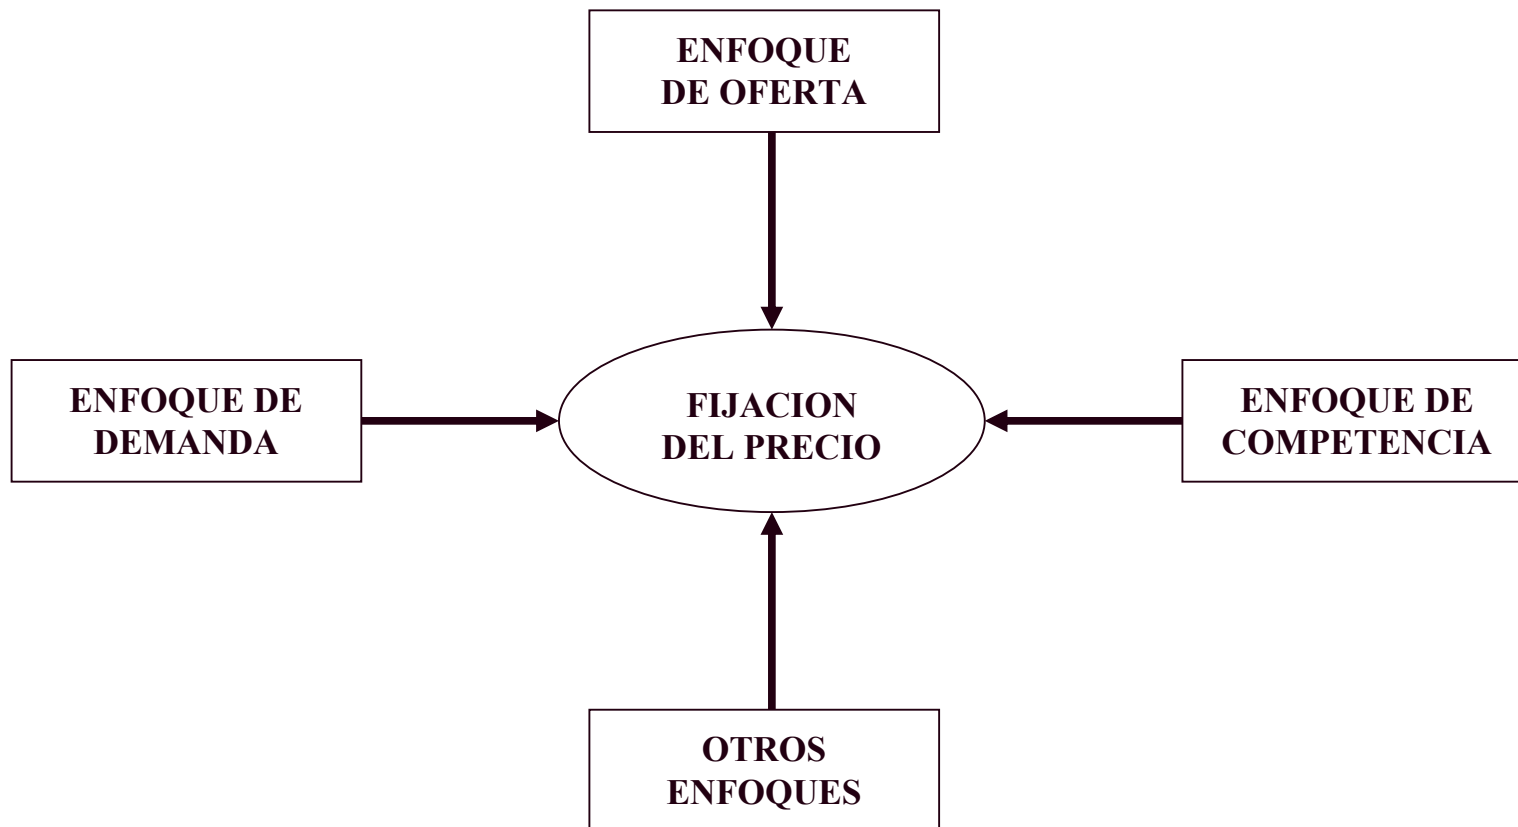 ENFOQUE
DE OFERTA
ENFOQUE DE
DEMANDA
FIJACION
DEL PRECIO
ENFOQUE DE
COMPETENCIA
OTROS
ENFOQUES